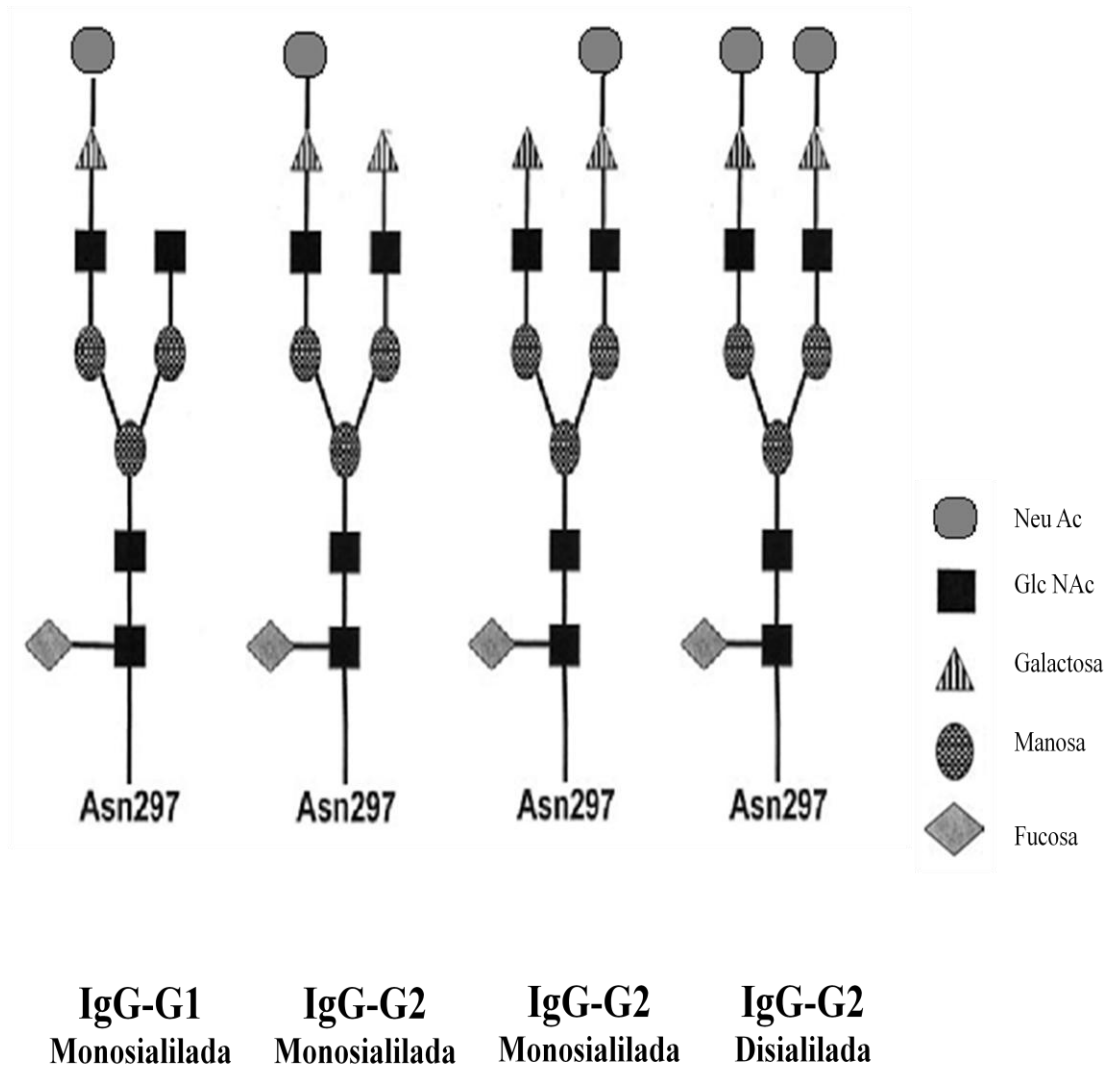 Neu Ac
Glc NAc
Galactosa
Manosa
Fucosa
Asn297 Asn297 Asn297 Asn297
IgG-G1 IgG-G2 IgG-G2 IgG-G2
Monosialilada Monosialilada Monosialilada Disialilada